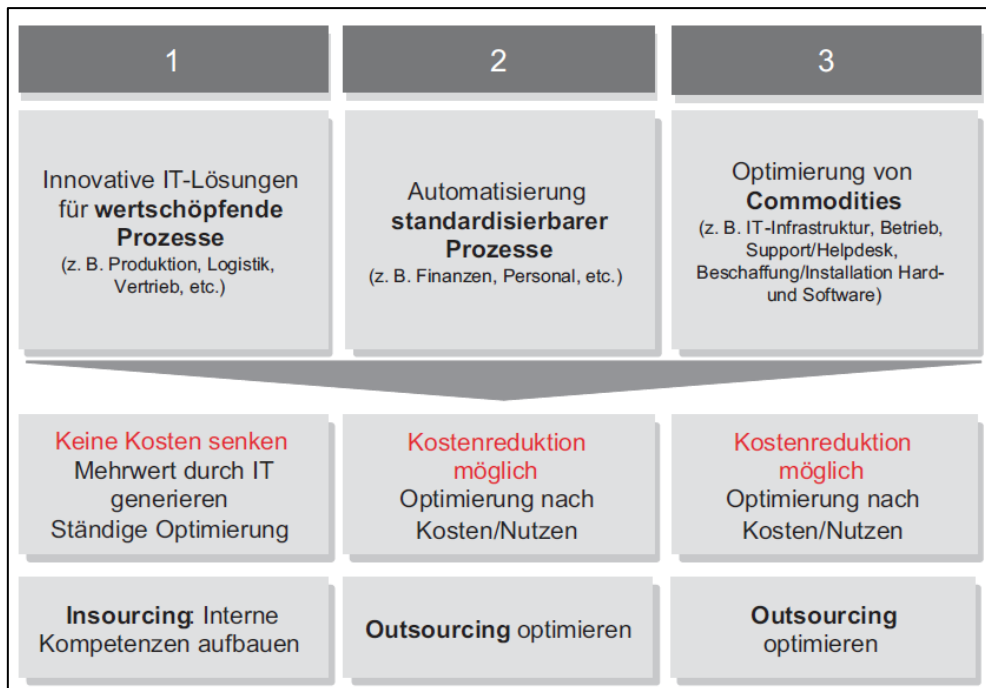 1
2
3
Innovative IT-Lösungen
für wertschöpfende
Prozesse
(z. B. Produktion, Logistik,
Vertrieb, etc.)
Automatisierung
standardisierbarer
Prozesse
(z. B. Finanzen, Personal, etc.)
Optimierung von
Commodities
(z. B. IT-Infrastruktur, Betrieb,
Support/Helpdesk,
Beschaffung/Installation Hard-
und Software)
Keine Kosten senken
Mehrwert durch IT
generieren
Ständige Optimierung
Kostenreduktion
möglich
Optimierung nach
Kosten/Nutzen
Kostenreduktion
möglich
Optimierung nach
Kosten/Nutzen
Insourcing: Interne
Kompetenzen aufbauen
Outsourcing optimieren
Outsourcing
optimieren